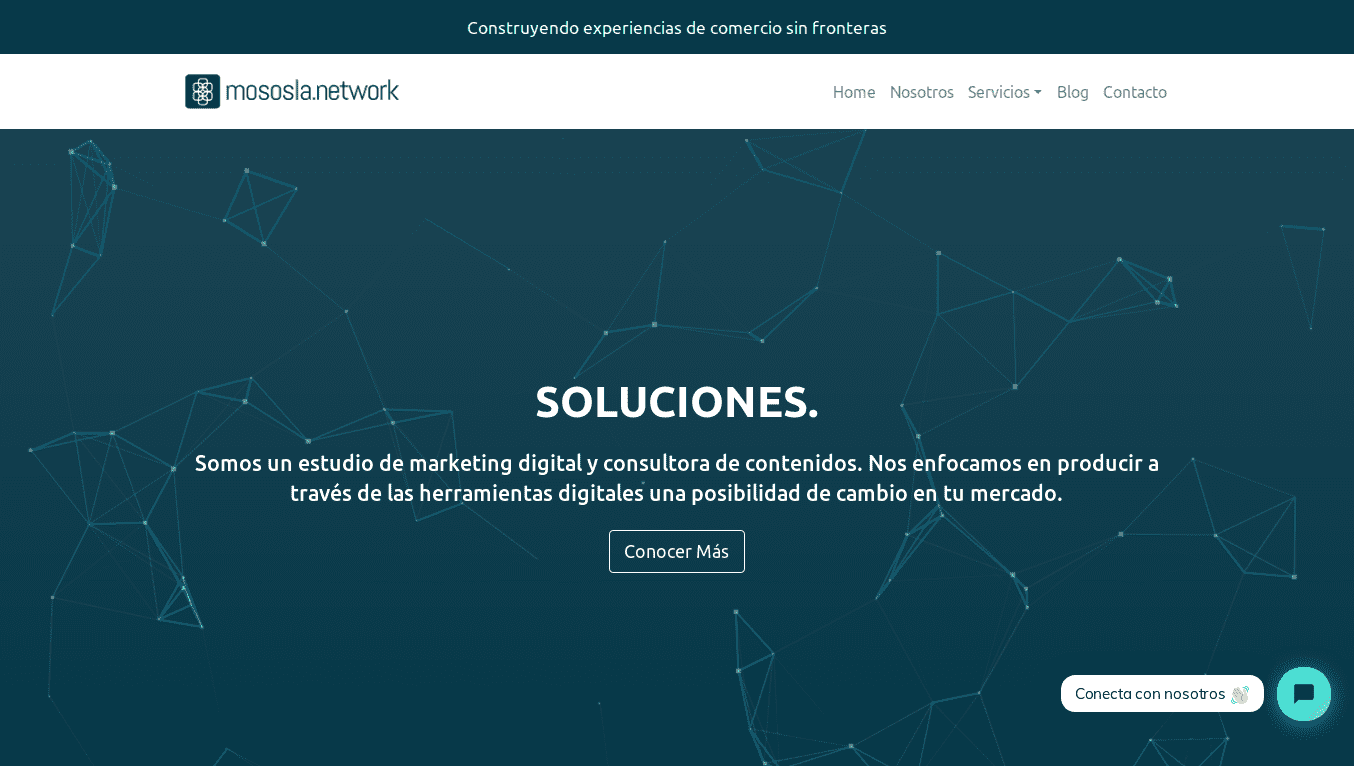 Construyendo experiencias de comercio sin fronteras
mososla.network
Home Nosotros Servicios Blog Contacto
SOLUCIONES.
Somos un estudio de marketing digital y consultora de contenidos. Nos enfocamos en producir a
través de las herramientas digitales una posibilidad de cambio en tu mercado.
Conocer Más
Conecta con nosotros 👋🏻